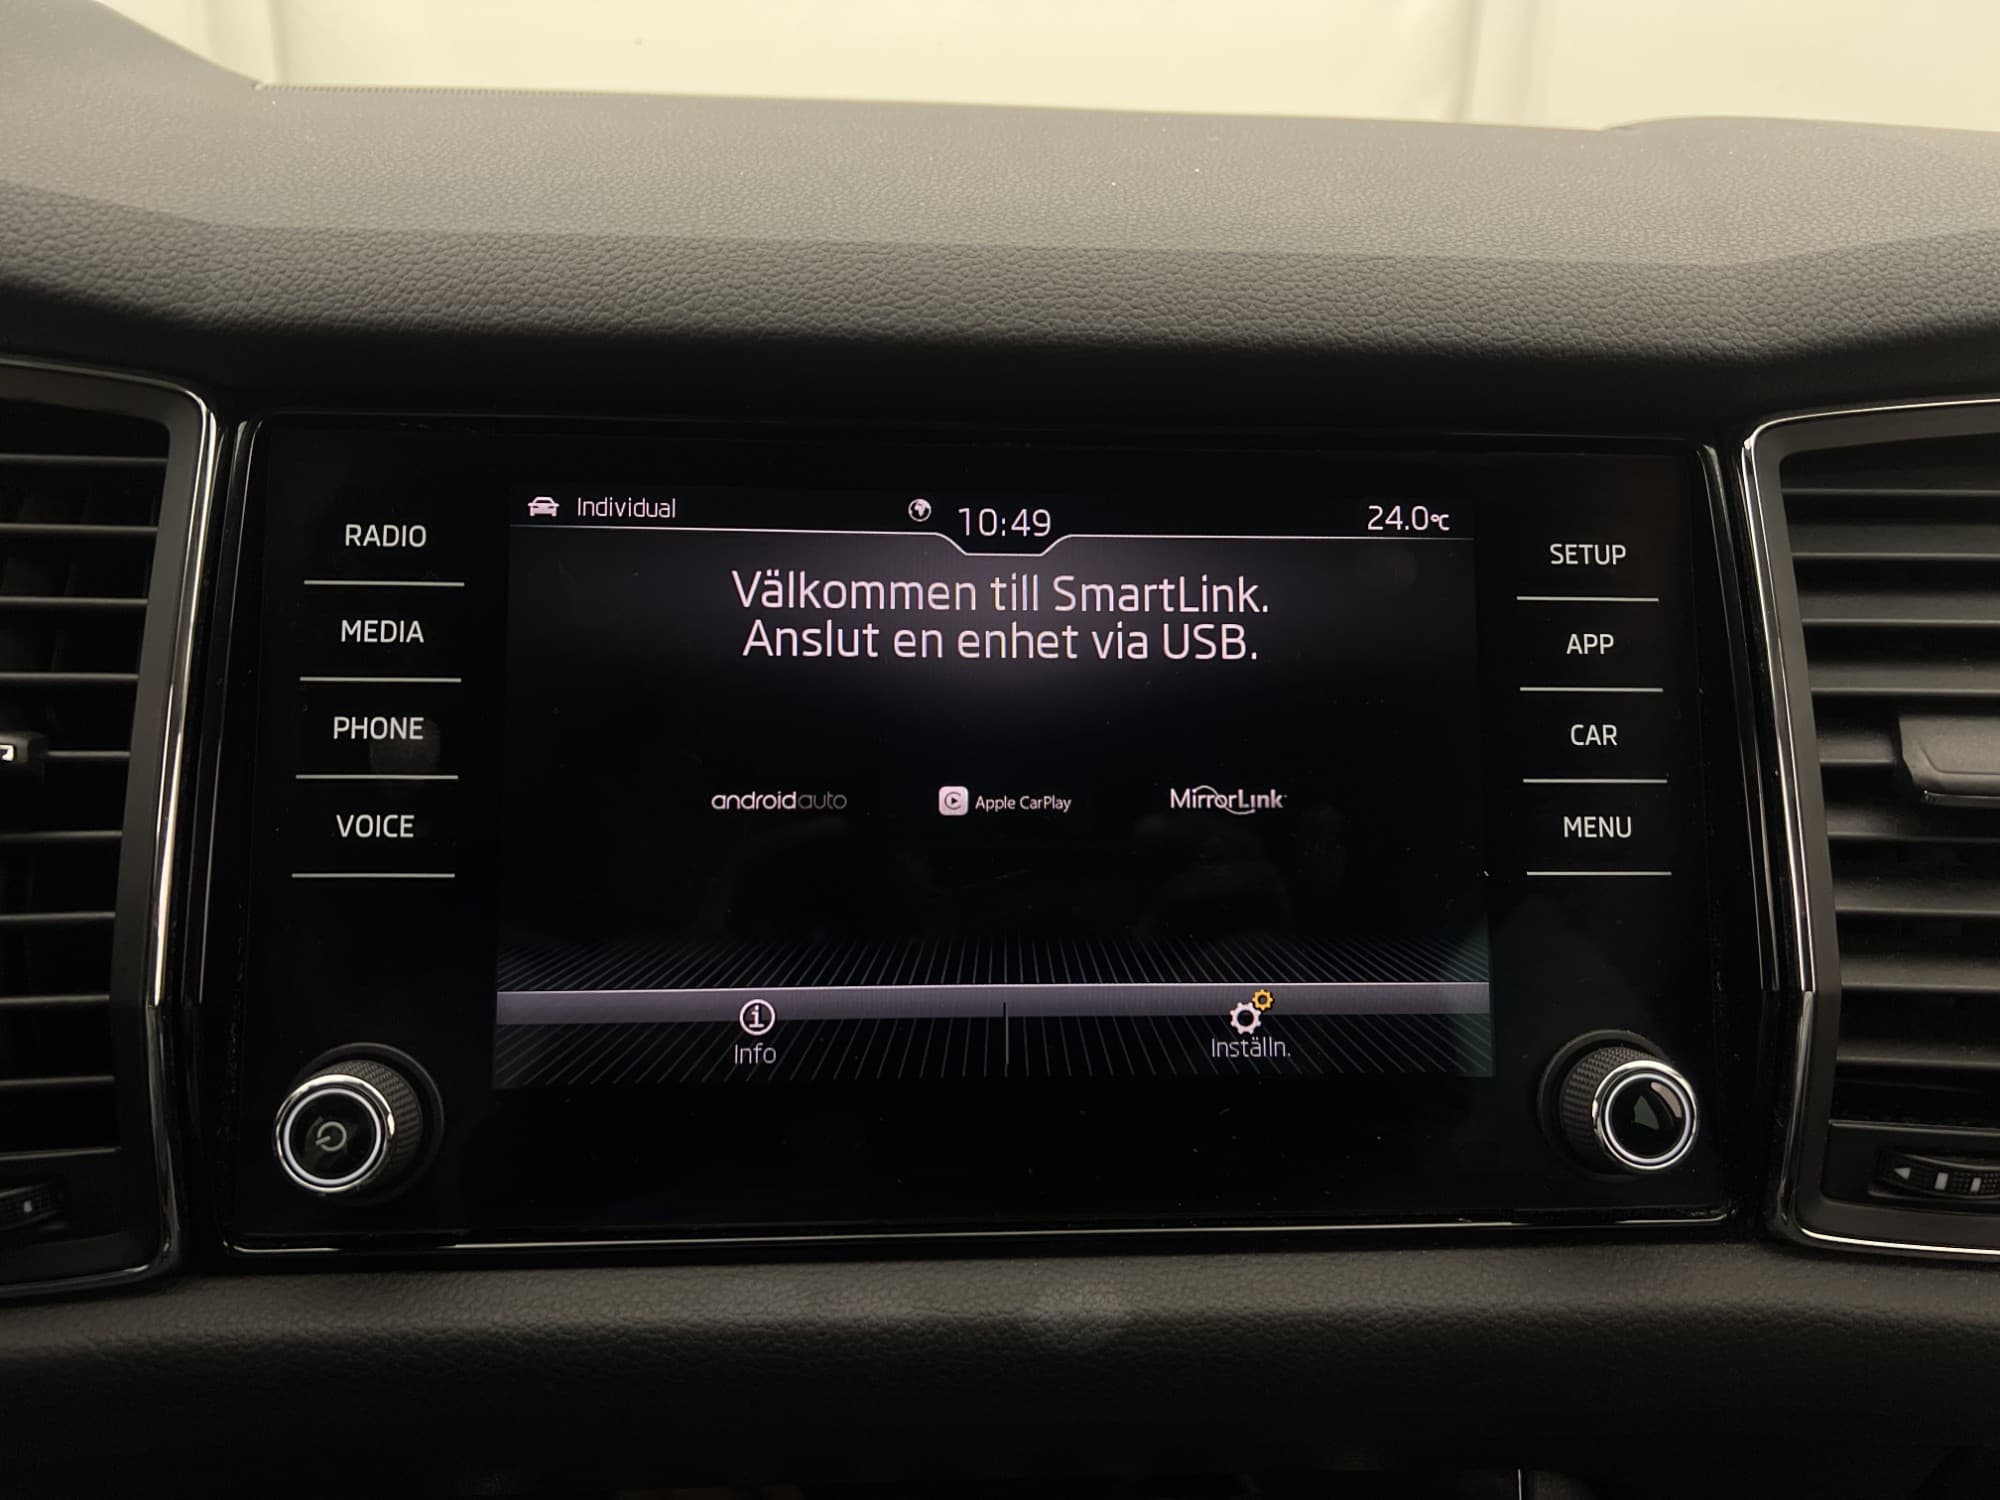 Individual
10:49
24.0°C
RADIO
MEDIA
PHONE
VOICE
Välkommen till SmartLink.
Anslut en enhet via USB.
androidauto
Apple CarPlay
MirrorLink
Info
Inställn.
SETUP
APP
CAR
MENU